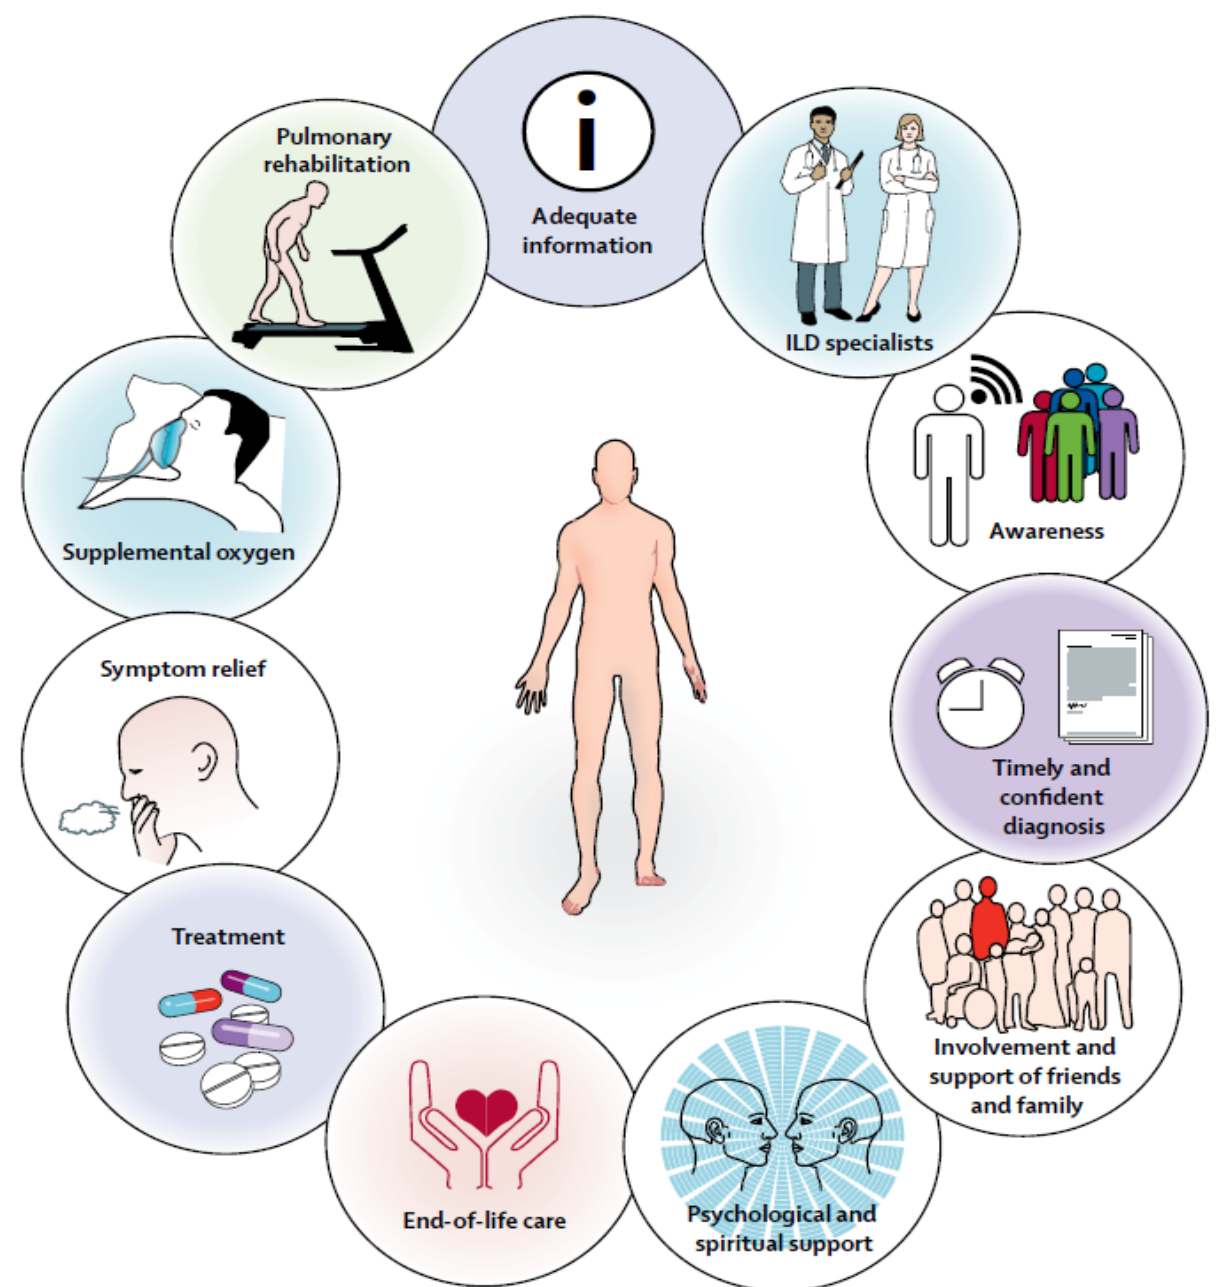 Adequate
information
ILD specialists
Awareness
Timely and
confident
diagnosis
Involvement and
support of friends
and family
Psychological and
spiritual support
End-of-life care
Treatment
Symptom relief
Supplemental oxygen
Pulmonary
rehabilitation
i